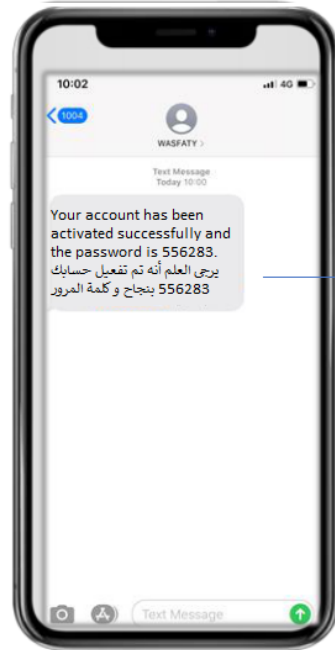 10:02
4G
1004
WASFATY >
Text Message
Today 10:00
Your account has been
activated successfully and
the password is 556283.
يرجى العلم أنه تم تفعيل حسابك
بنجاح و كلمة المرور 556283
Text Message